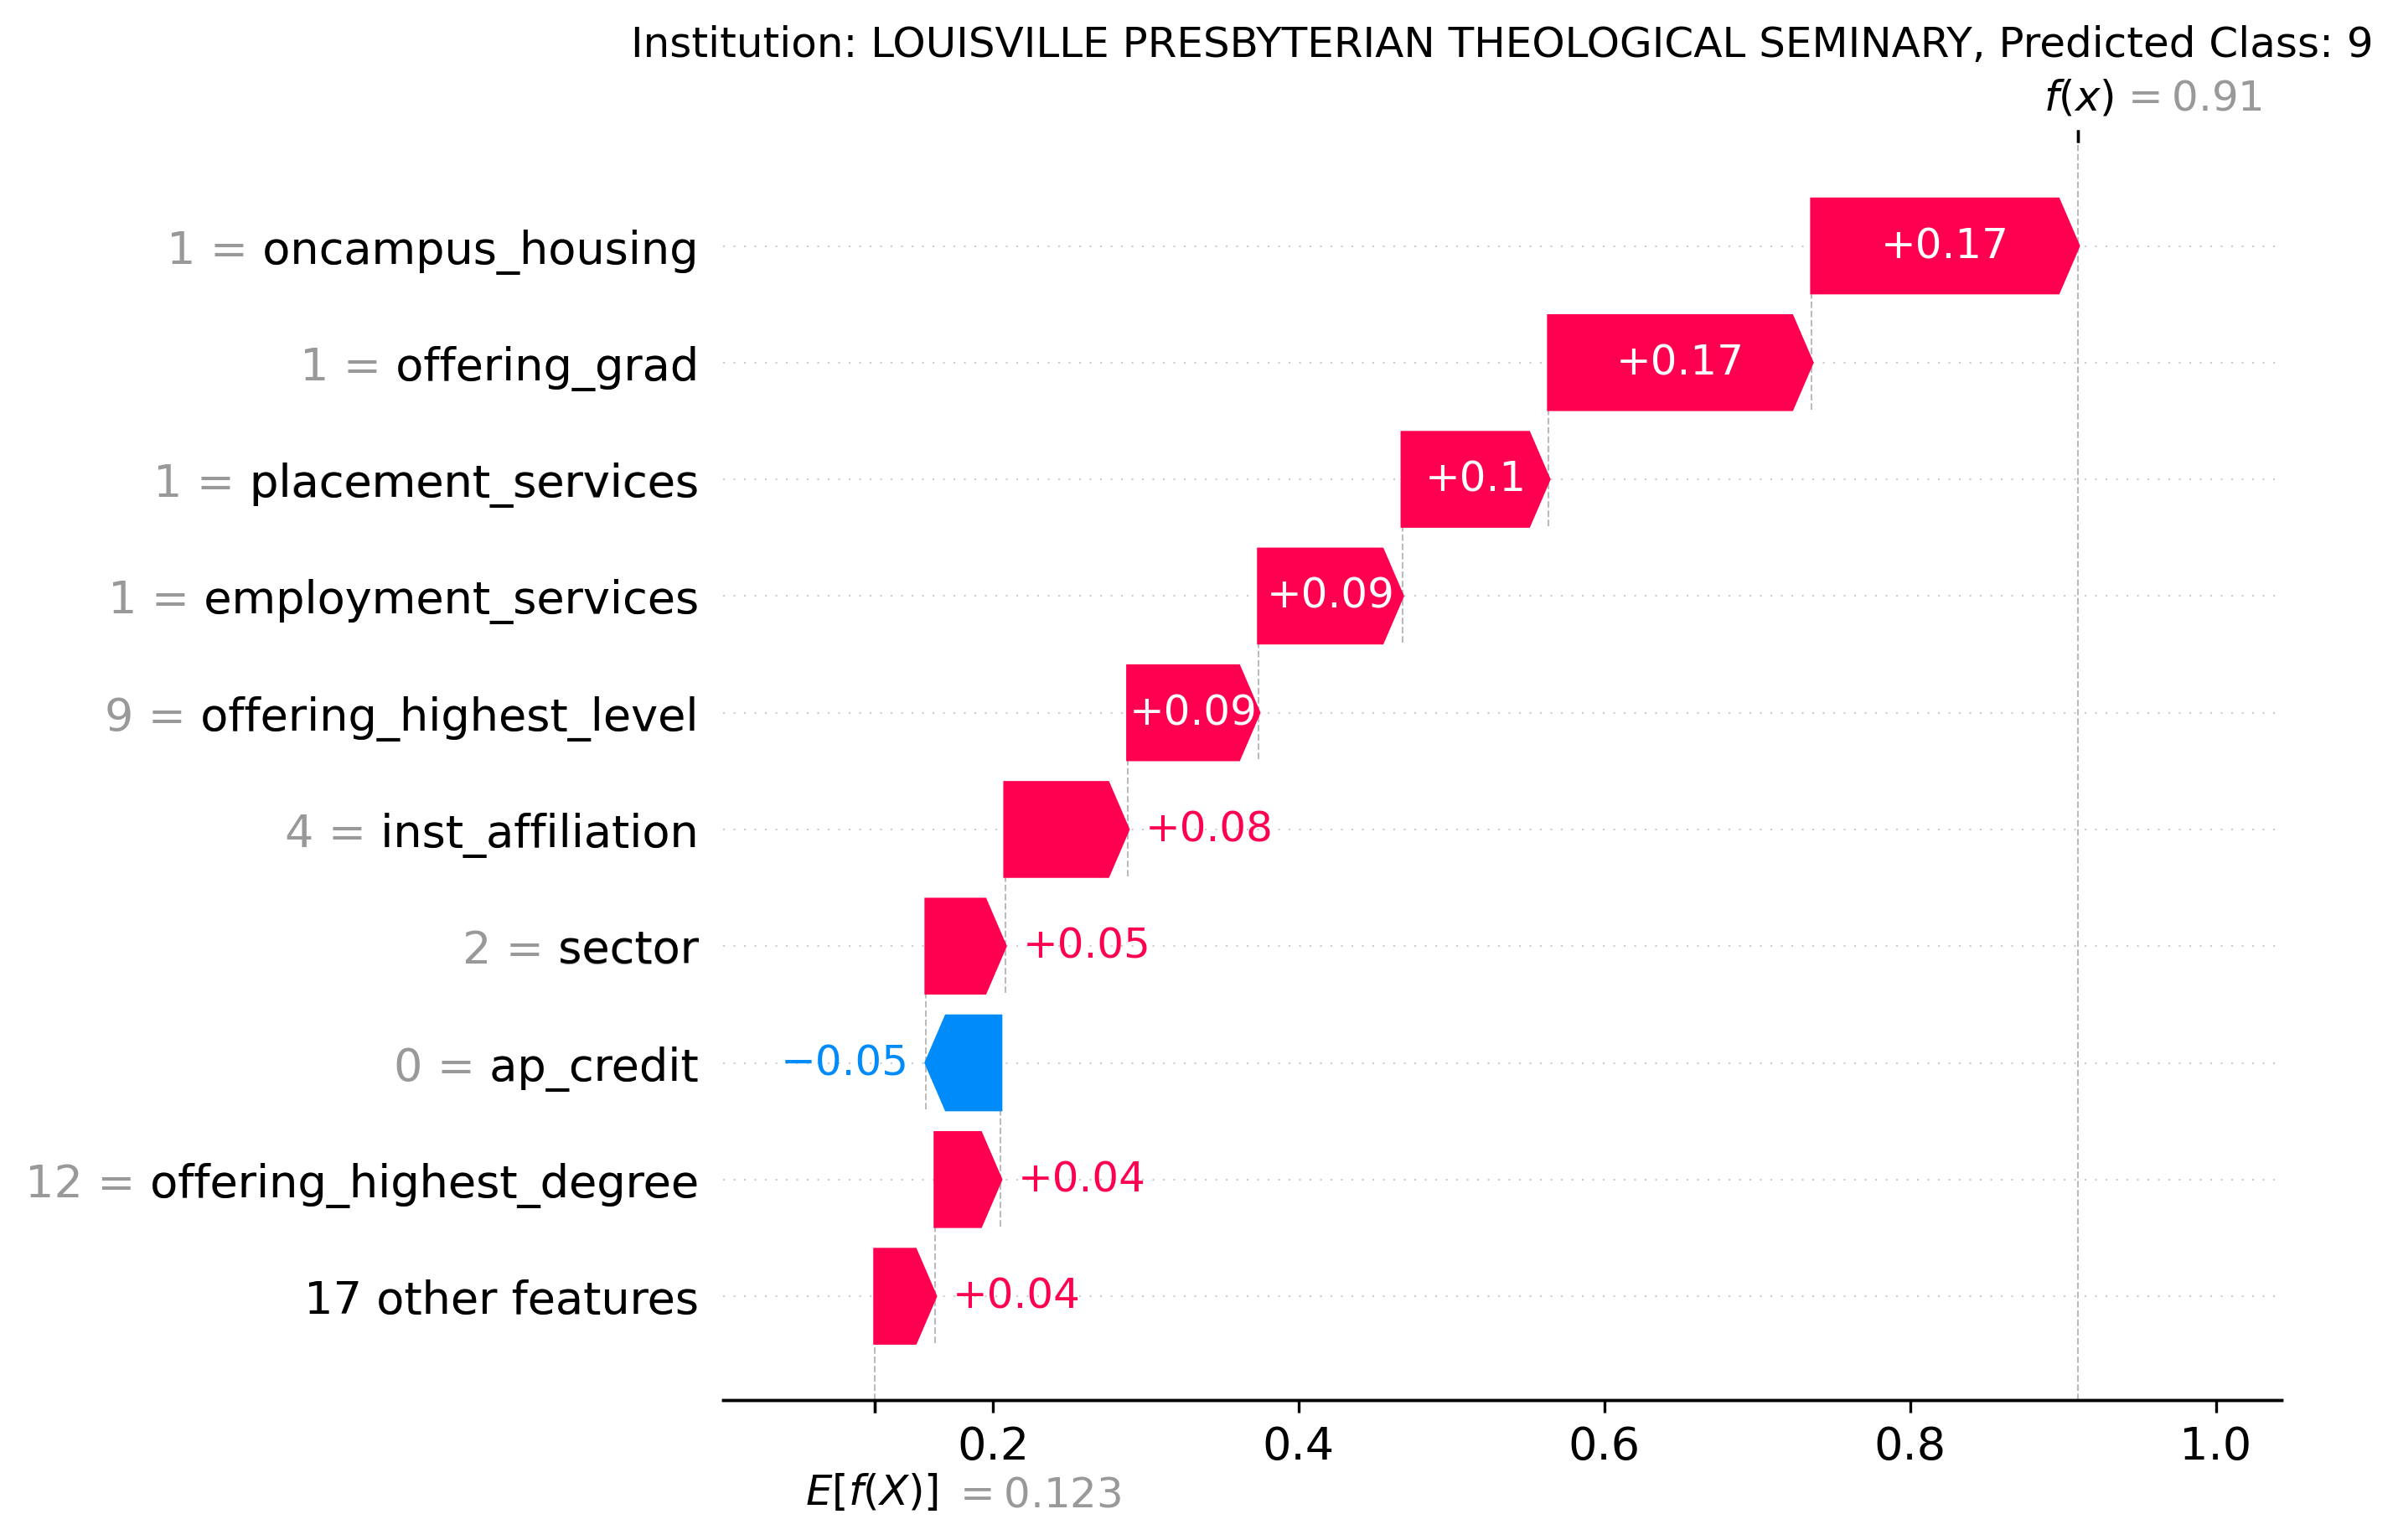 Institution: LOUISVILLE PRESBYTERIAN THEOLOGICAL SEMINARY, Predicted Class: 9
f(x) = 0.91
1 = oncampus_housing +0.17
1 = offering_grad +0.17
1 = placement_services +0.1
1 = employment_services +0.09
9 = offering_highest_level +0.09
4 = inst_affiliation +0.08
2 = sector +0.05
0 = ap_credit −0.05
12 = offering_highest_degree +0.04
17 other features +0.04
0.2 0.4 0.6 0.8 1.0
E[f(X)] = 0.123